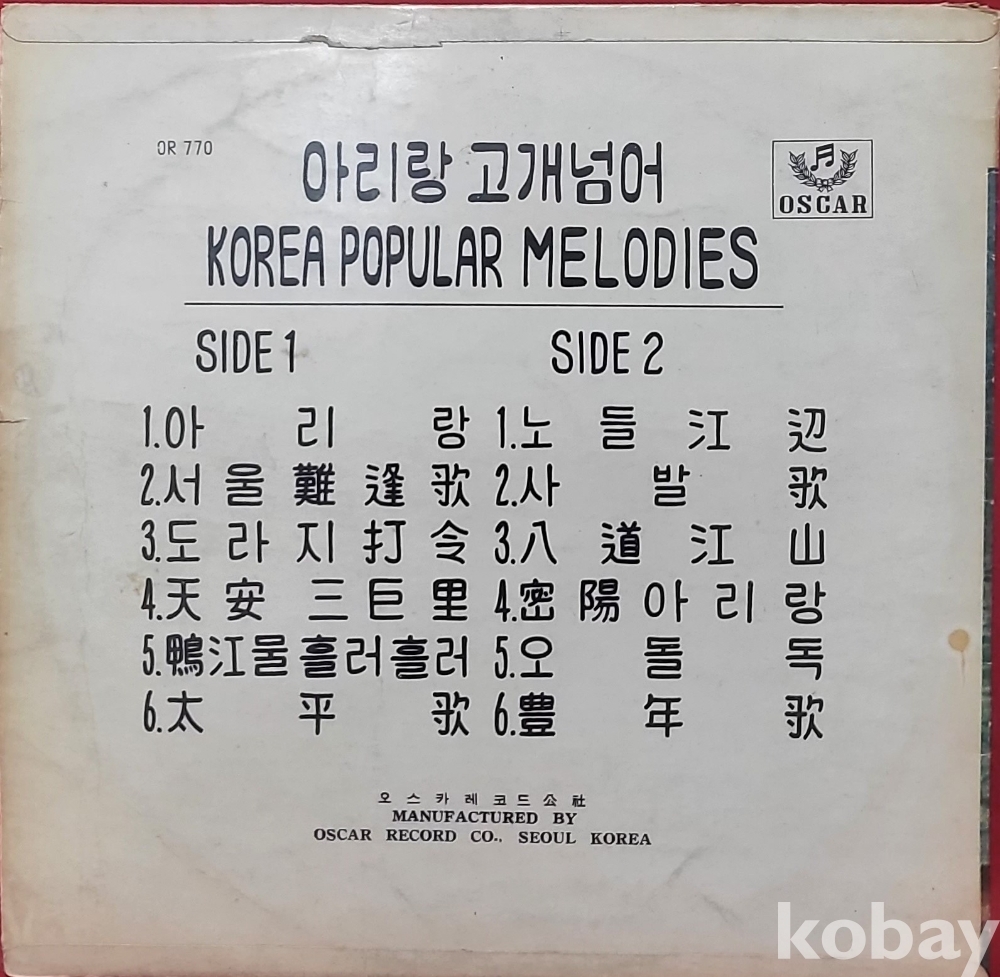 OR 770
아리랑 고개넘어
OSCAR
KOREA POPULAR MELODIES
SIDE 1
1.아리랑
2.서울難逢歌
3.도라지打令
4.天安三巨里
5.鴨江물흘러흘러
6.太平歌
SIDE 2
1.노들江辺
2.사발歌
3.八道江山
4.密陽아리랑
5.오돌독
6.豊年歌
오스카레코드公社
MANUFACTURED BY
OSCAR RECORD CO., SEOUL KOREA
kobay